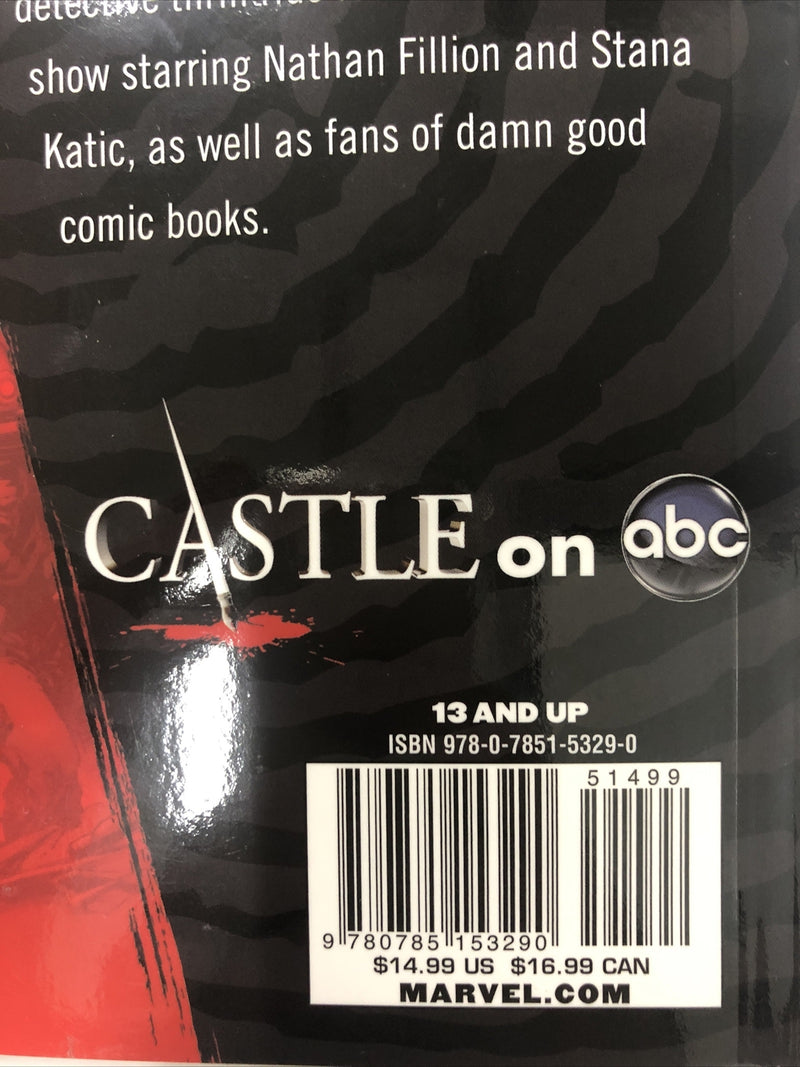 detective
show starring Nathan Fillion and Stana
Katic, as well as fans of damn good
comic books.
CASTLE on abc
13 AND UP
ISBN 978-0-7851-5329-0
51499
9 780785 153290
$14.99 US $16.99 CAN
MARVEL.COM